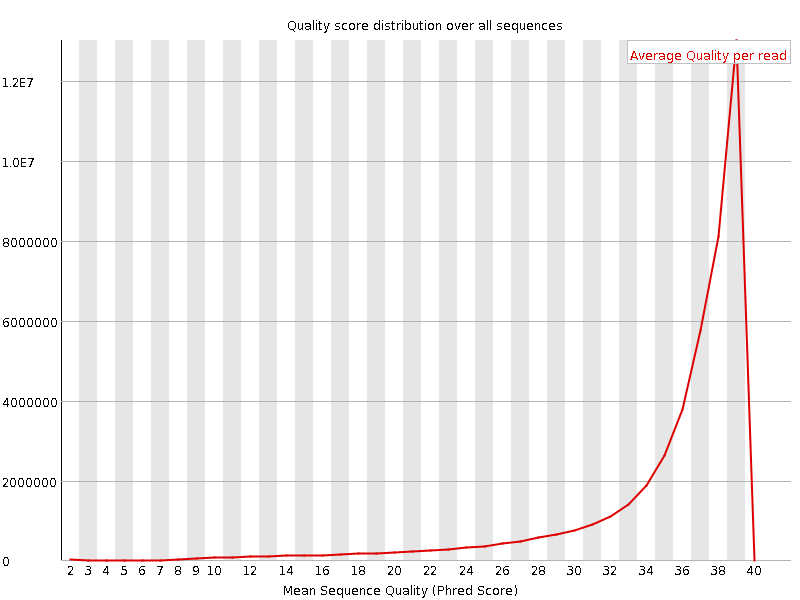 Quality score distribution over all sequences
Average Quality per read
1.2E7
1.0E7
8000000
6000000
4000000
2000000
0
2 3 4 5 6 7 8 9 10 12 14 16 18 20 22 24 26 28 30 32 34 36 38 40
Mean Sequence Quality (Phred Score)